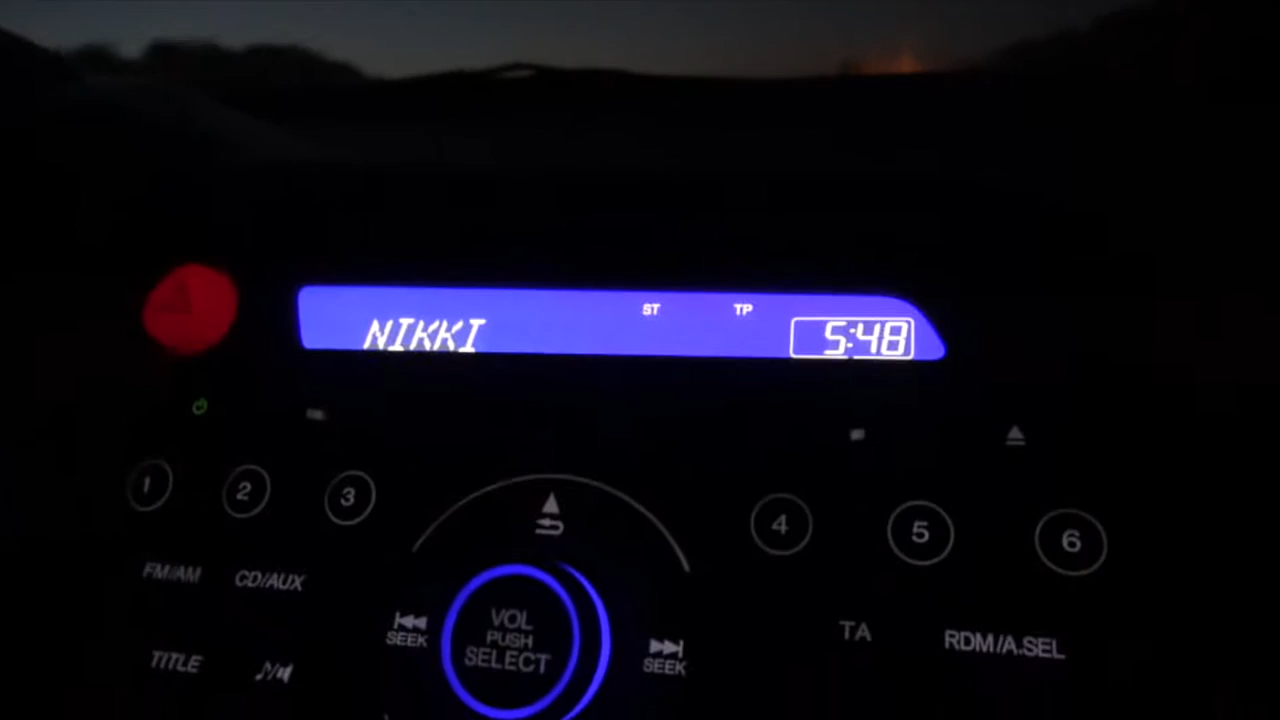 ST TP
NIKKI 5:48
1 2 3 4 5 6
FM/AM CD/AUX
VOL
PUSH
SELECT
SEEK
SEEK
TA RDM/A.SEL
TITLE